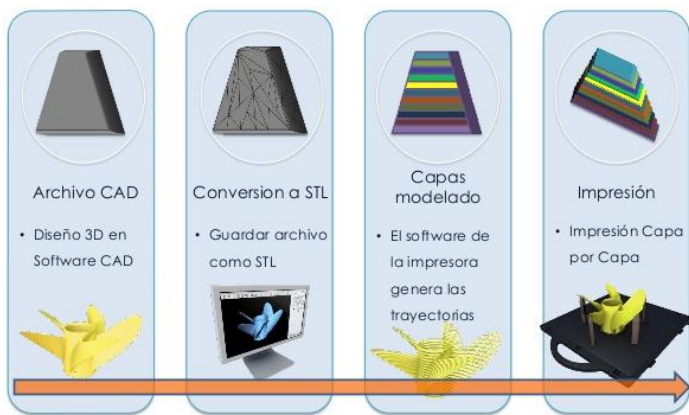 Archivo CAD
• Diseño 3D en
Software CAD
Conversion a STL
• Guardar archivo
como STL
Capas
modelado
• El software de
la impresora
genera las
trayectorias
Impresión
• Impresión Capa
por Capa